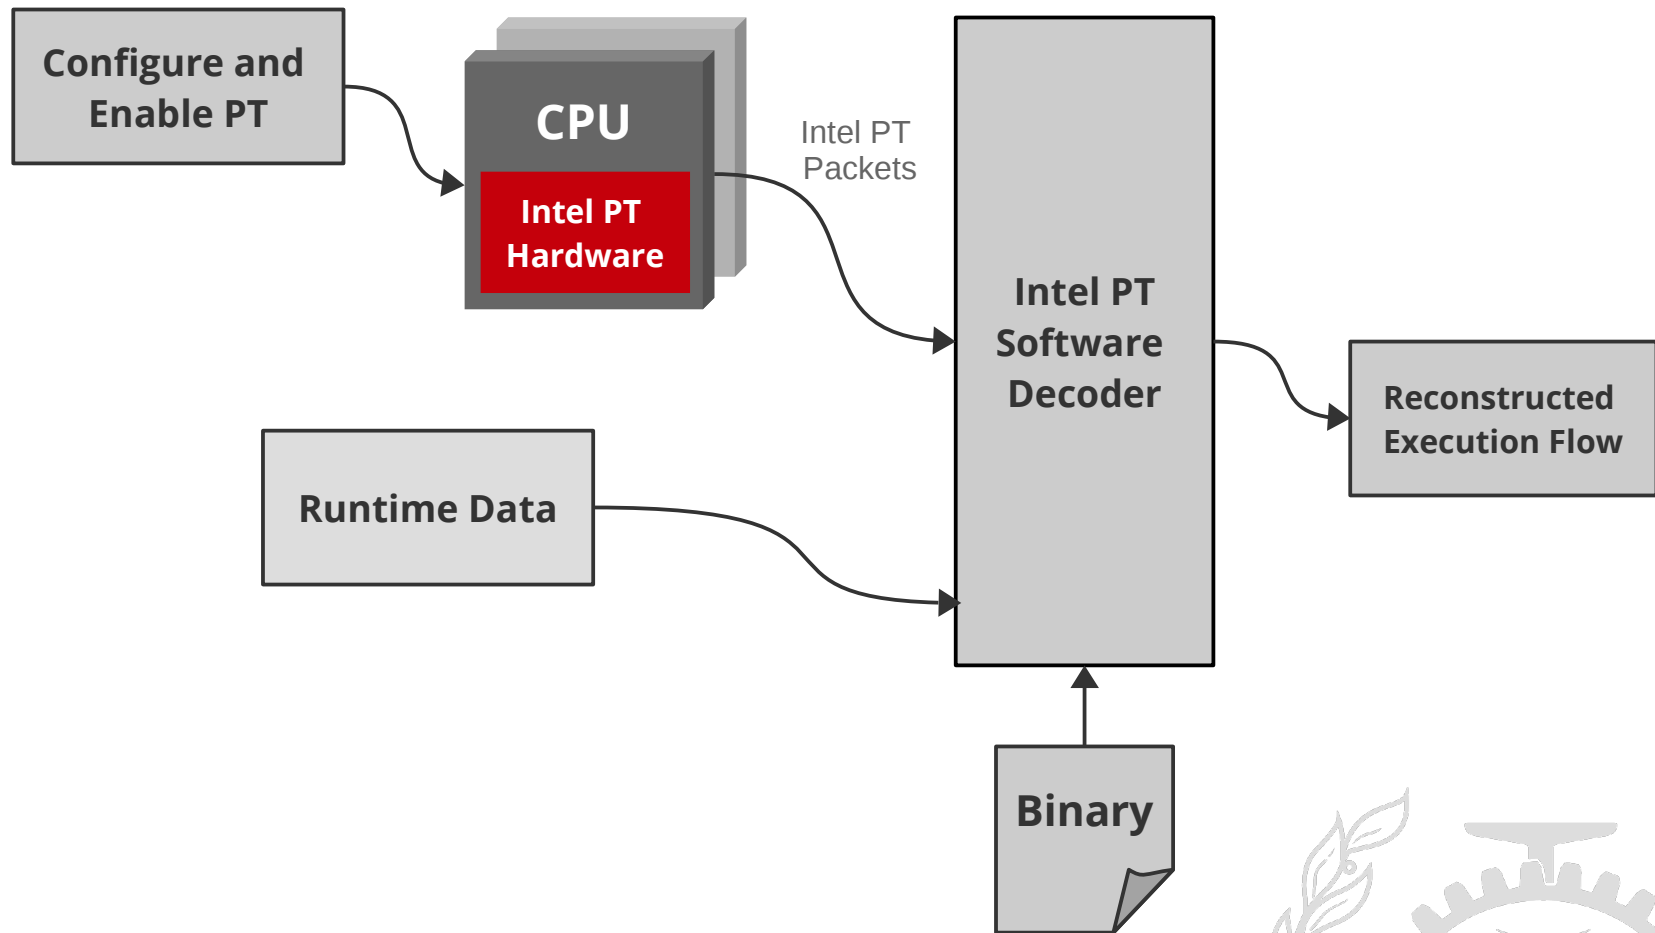 Configure and
Enable PT
CPU
Intel PT
Hardware
Intel PT
Packets
Intel PT
Software
Decoder
Reconstructed
Execution Flow
Runtime Data
Binary